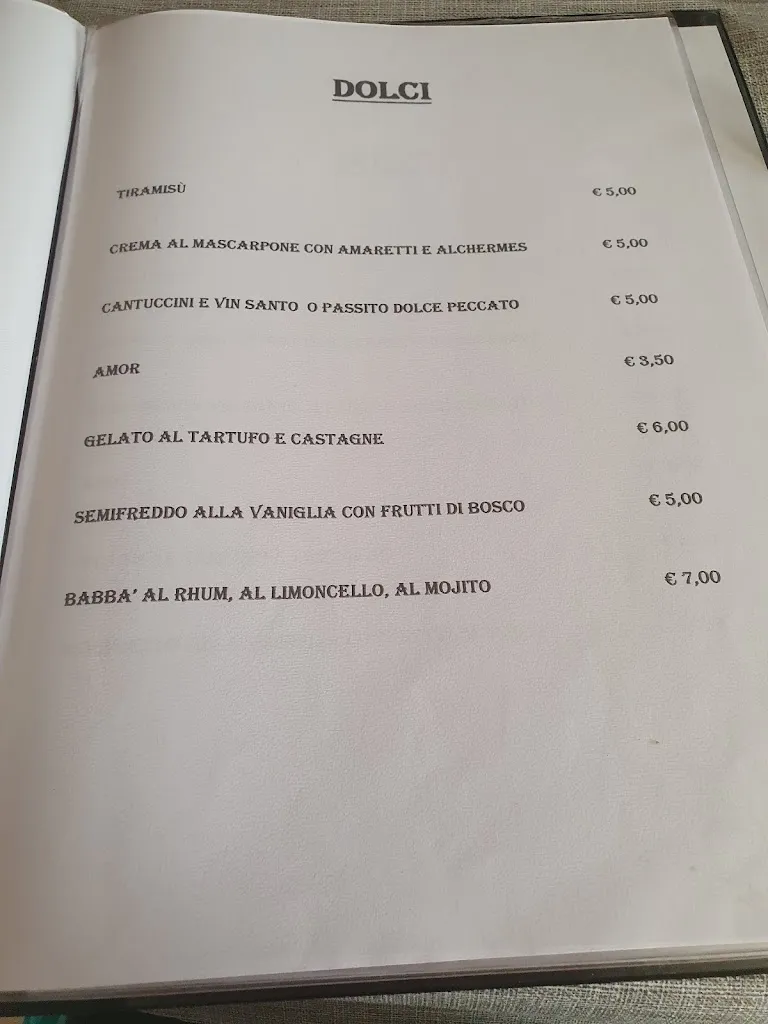 DOLCI
TIRAMISÙ € 5,00
CREMA AL MASCARPONE CON AMARETTI E ALCHERMES € 5,00
CANTUCCINI E VIN SANTO O PASSITO DOLCE PECCATO € 5,00
AMOR € 3,50
GELATO AL TARTUFO E CASTAGNE € 6,00
SEMIFREDDO ALLA VANIGLIA CON FRUTTI DI BOSCO € 5,00
BABBA' AL RHUM, AL LIMONCELLO, AL MOJITO € 7,00